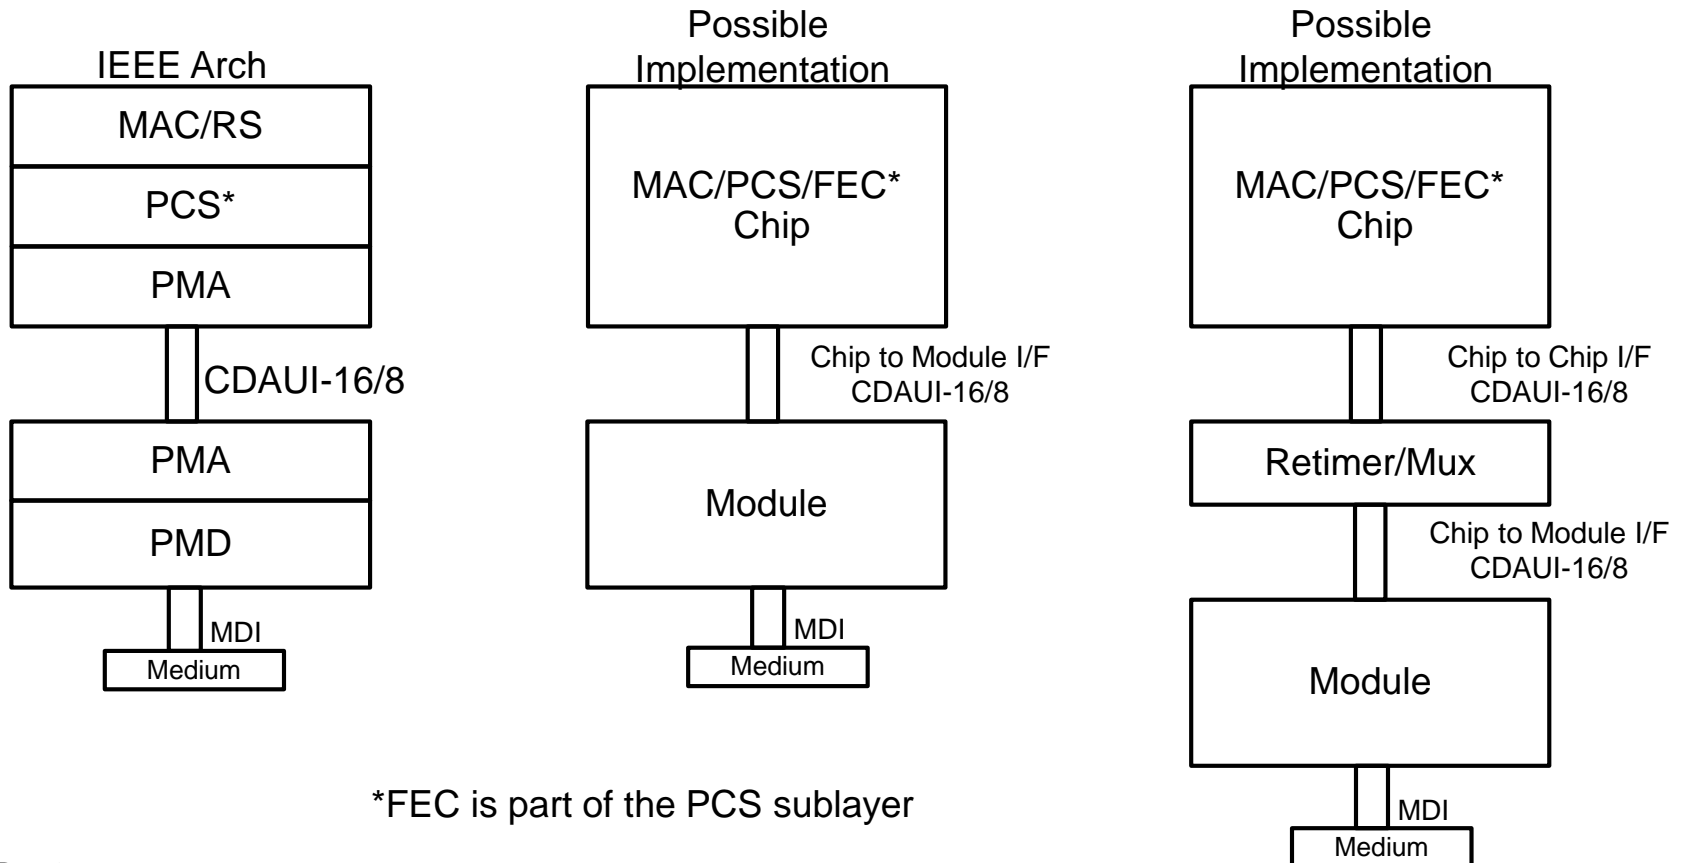 IEEE Arch
MAC/RS
PCS*
PMA
CDAUI-16/8
PMA
PMD
MDI
Medium
Possible
Implementation
MAC/PCS/FEC*
Chip
Chip to Module I/F
CDAUI-16/8
Module
MDI
Medium
Possible
Implementation
MAC/PCS/FEC*
Chip
Chip to Chip I/F
CDAUI-16/8
Retimer/Mux
Chip to Module I/F
CDAUI-16/8
Module
MDI
Medium
*FEC is part of the PCS sublayer